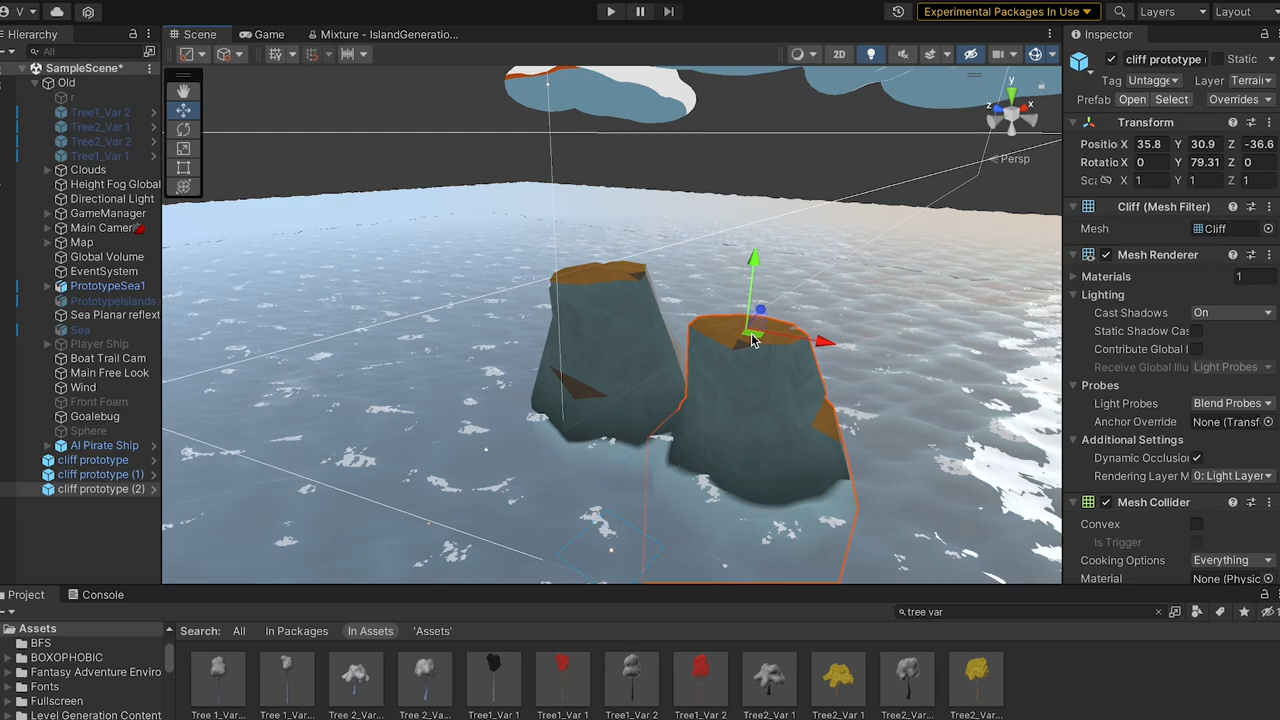 V
Experimental Packages In Use
Layers
Layout
Hierarchy
All
SampleScene*
Old
r
Tree1_Var 2
Tree2_Var 1
Tree2_Var 2
Tree1_Var 1
Clouds
Height Fog Global
Directional Light
GameManager
Main Camer
Map
Global Volume
EventSystem
PrototypeSea1
PrototypeIslands
Sea Planar reflext
Sea
Player Ship
Boat Trail Cam
Main Free Look
Wind
Front Foam
Goalebug
Sphere
AI Pirate Ship
cliff prototype
cliff prototype (1)
cliff prototype (2)
Scene
Game
Mixture - IslandGeneratio...
2D
y
z
x
Persp
Inspector
cliff prototype (
Static
Tag Untagge
Layer Terrai
Prefab Open Select Overrides
Transform
Positio X 35.8 Y 30.9 Z -36.6
Rotatio X 0 Y 79.31 Z 0
Sca X 1 Y 1 Z 1
Cliff (Mesh Filter)
Mesh Cliff
Mesh Renderer
Materials 1
Lighting
Cast Shadows On
Static Shadow Ca
Contribute Global I
Receive Global Illu Light Probes
Probes
Light Probes Blend Probes
Anchor Override None (Transf
Additional Settings
Dynamic Occlusion
Rendering Layer M 0: Light Layer
Mesh Collider
Convex
Is Trigger
Cooking Options Everything
Material None (Physic
Project
Console
tree var
Assets
BFS
BOXOPHOBIC
Fantasy Adventure Enviro
Fonts
Fullscreen
Level Generation Content
Search: All In Packages In Assets 'Assets'
Tree 1_Var...
Tree 1_Var...
Tree 2_Var...
Tree 2_Var...
Tree1_Var 1
Tree1_Var 1
Tree1_Var 2
Tree1_Var 2
Tree2_Var 1
Tree2_Var 1
Tree2_Var...
Tree2_Var...